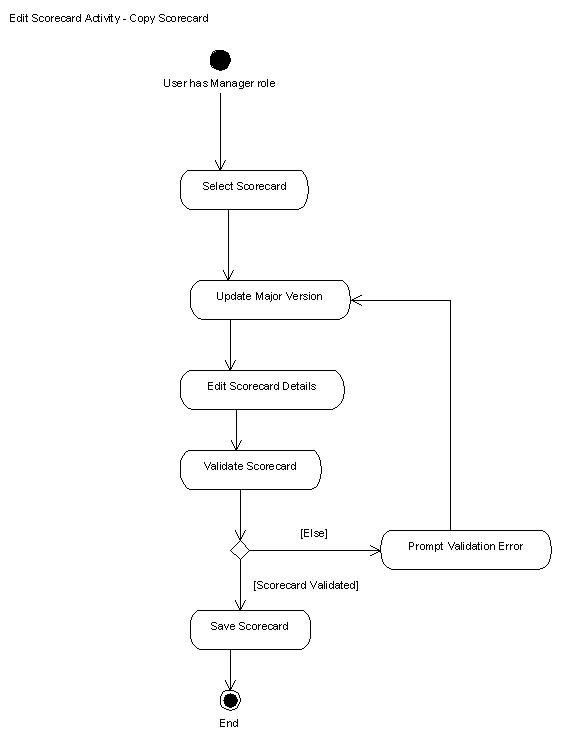 Edit Scorecard Activity - Copy Scorecard
User has Manager role
Select Scorecard
Update Major Version
Edit Scorecard Details
Validate Scorecard
[Else]
Prompt Validation Error
[Scorecard Validated]
Save Scorecard
End